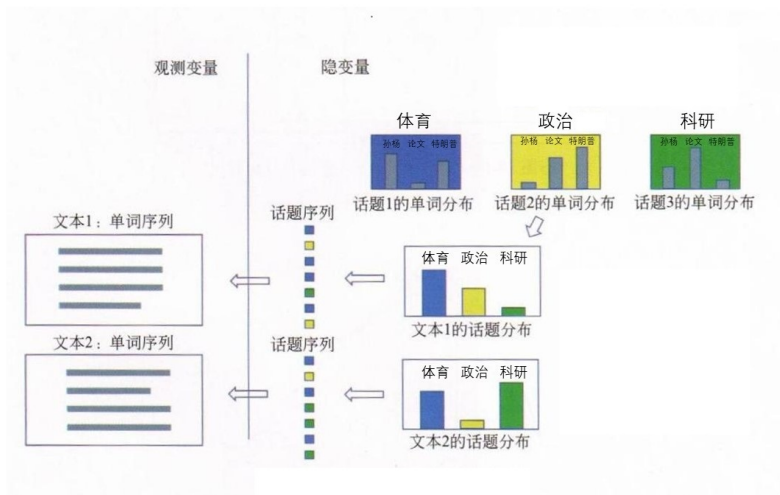 观测变量
隐变量
体育
政治
科研
孙杨 论文 特朗普
孙杨 论文 特朗普
孙杨 论文 特朗普
话题1的单词分布
话题2的单词分布
话题3的单词分布
文本1：单词序列
话题序列
体育 政治 科研
文本1的话题分布
文本2：单词序列
话题序列
体育 政治 科研
文本2的话题分布